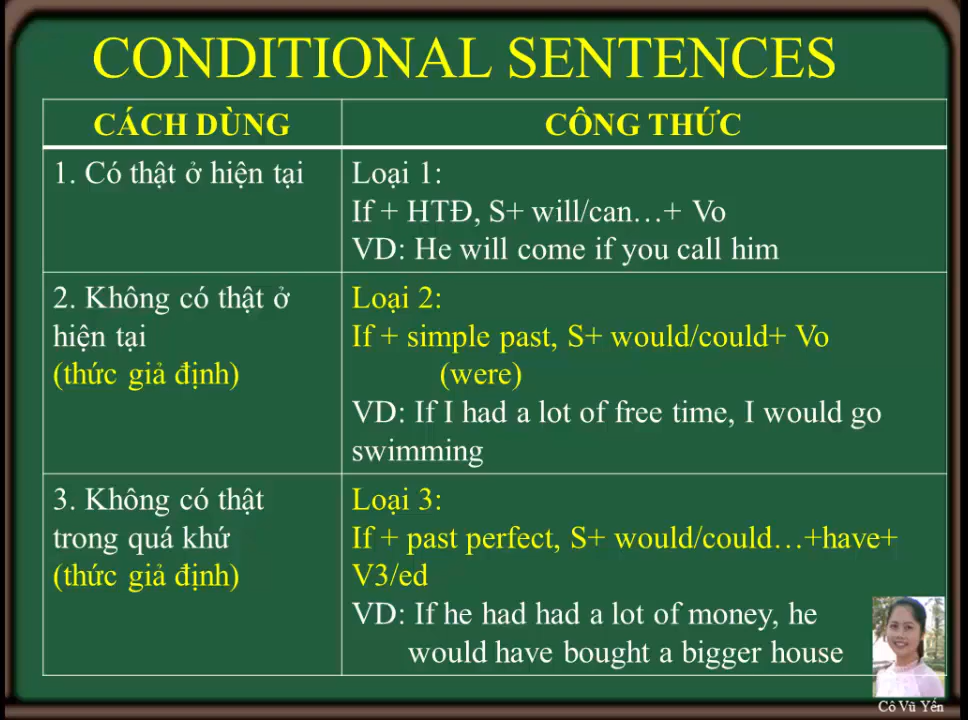 CONDITIONAL SENTENCES
CÁCH DÙNG
CÔNG THỨC
1. Có thật ở hiện tại
Loại 1:
If + HTĐ, S+ will/can…+ Vo
VD: He will come if you call him
2. Không có thật ở
hiện tại
(thức giả định)
Loại 2:
If + simple past, S+ would/could+ Vo
(were)
VD: If I had a lot of free time, I would go
swimming
3. Không có thật
trong quá khứ
(thức giả định)
Loại 3:
If + past perfect, S+ would/could…+have+
V3/ed
VD: If he had had a lot of money, he
would have bought a bigger house
Cô Vũ Yến